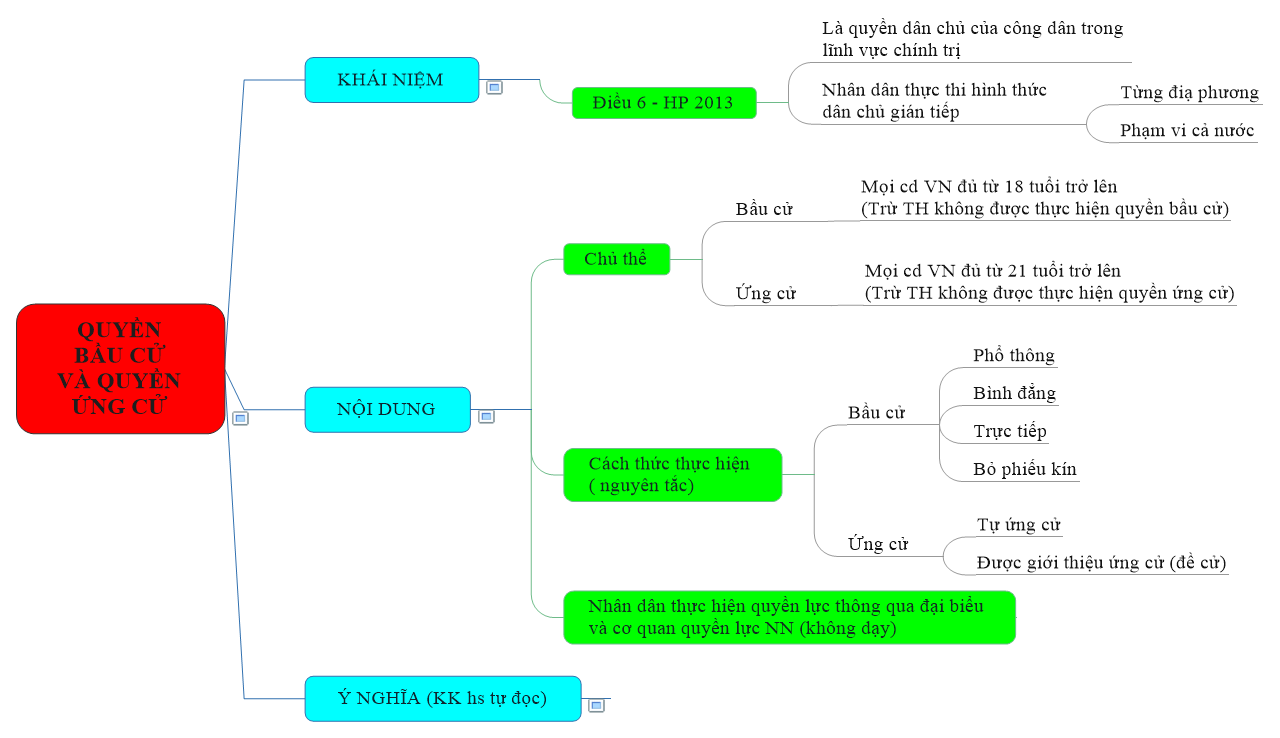 QUYỀN
BẦU CỬ
VÀ QUYỀN
ỨNG CỬ
KHÁI NIỆM
Điều 6 - HP 2013
Là quyền dân chủ của công dân trong
lĩnh vực chính trị
Nhân dân thực thi hình thức
dân chủ gián tiếp
Từng điạ phương
Phạm vi cả nước
NỘI DUNG
Chủ thể
Bầu cử
Mọi cd VN đủ từ 18 tuổi trở lên
(Trừ TH không được thực hiện quyền bầu cử)
Ứng cử
Mọi cd VN đủ từ 21 tuổi trở lên
(Trừ TH không được thực hiện quyền ứng cử)
Cách thức thực hiện
( nguyên tắc)
Bầu cử
Phổ thông
Bình đẳng
Trực tiếp
Bỏ phiếu kín
Ứng cử
Tự ứng cử
Được giới thiệu ứng cử (đề cử)
Nhân dân thực hiện quyền lực thông qua đại biểu
và cơ quan quyền lực NN (không dạy)
Ý NGHĨA (KK hs tự đọc)